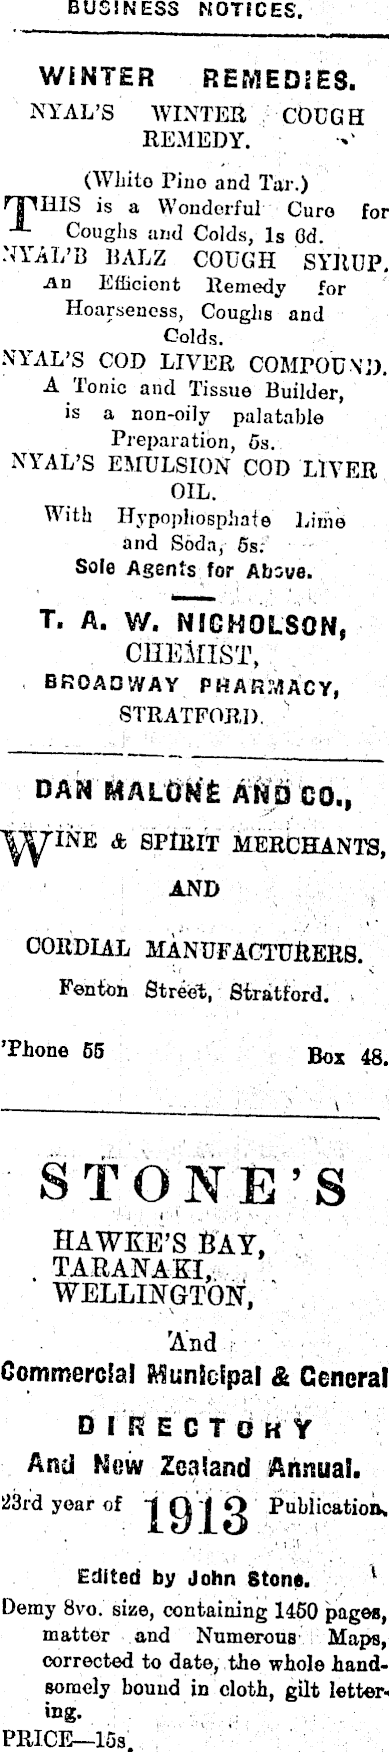 BUSINESS NOTICES.
WINTER REMEDIES.
NYAL'S WINTER COUGH
REMEDY.
(White Pine and Tar.)
THIS is a Wonderful Cure for
Coughs and Colds, 1s 6d.
NYAL'B BALZ COUGH SYRUP.
An Efficient Remedy for
Hoarseness, Coughs and
Colds.
NYAL'S COD LIVER COMPOUND.
A Tonic and Tissue Builder,
is a non-oily palatable
Preparation, 5s.
NYAL'S EMULSION COD LIVER
OIL.
With Hypophosphate Lime
and Soda, 5s.
Sole Agents for Above.
T. A. W. NICHOLSON,
CHEMIST,
BROADWAY PHARMACY,
STRATFORD.
DAN MALONE AND CO.,
WINE & SPIRIT MERCHANTS,
AND
CORDIAL MANUFACTURERS.
Fenton Street, Stratford.
'Phone 55 Box 48.
STONE'S
HAWKE'S BAY,
TARANAKI,
WELLINGTON,
And
Commercial Municipal & General
DIRECTORY
And New Zealand Annual.
23rd year of 1913 Publication.
Edited by John Stone.
Demy 8vo. size, containing 1450 pages,
matter and Numerous Maps,
corrected to date, the whole hand-
somely bound in cloth, gilt letter-
ing.
PRICE—15s.